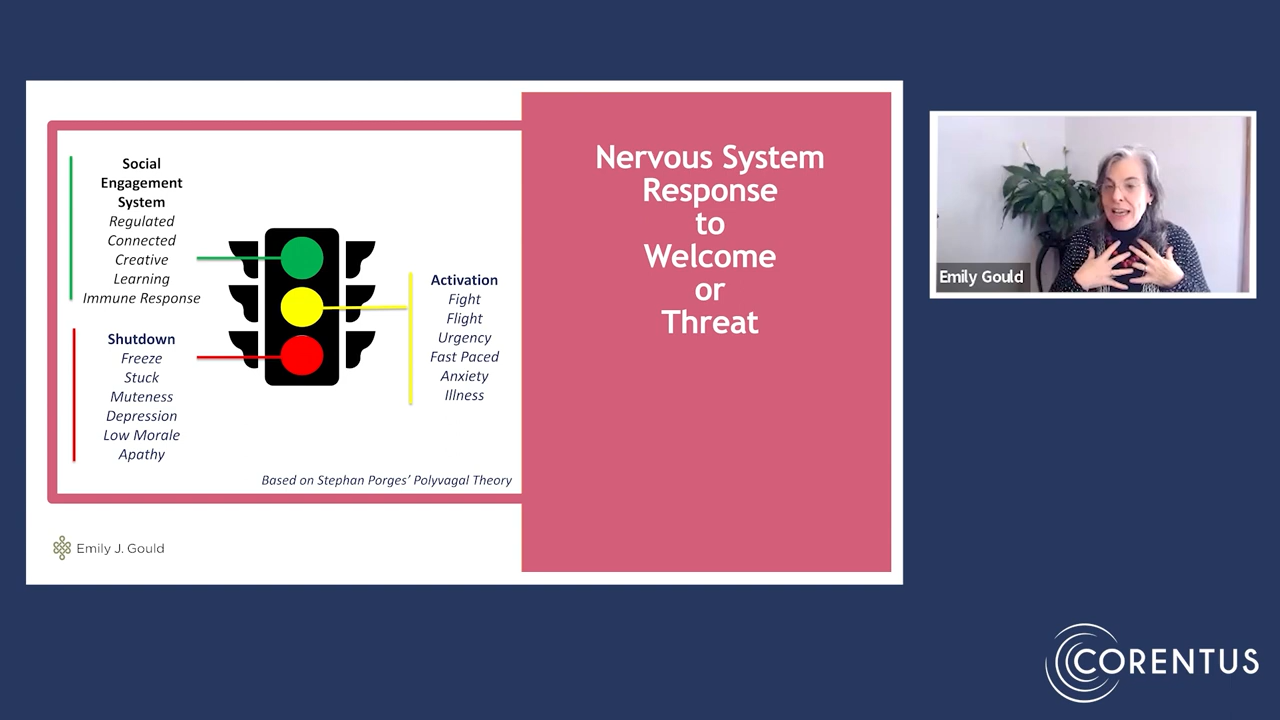 Social
Engagement
System
Regulated
Connected
Creative
Learning
Immune Response
Shutdown
Freeze
Stuck
Muteness
Depression
Low Morale
Apathy
Activation
Fight
Flight
Urgency
Fast Paced
Anxiety
Illness
Based on Stephan Porges’ Polyvagal Theory
Emily J. Gould
Nervous System
Response
to
Welcome
or
Threat
Emily Gould
CORENTUS